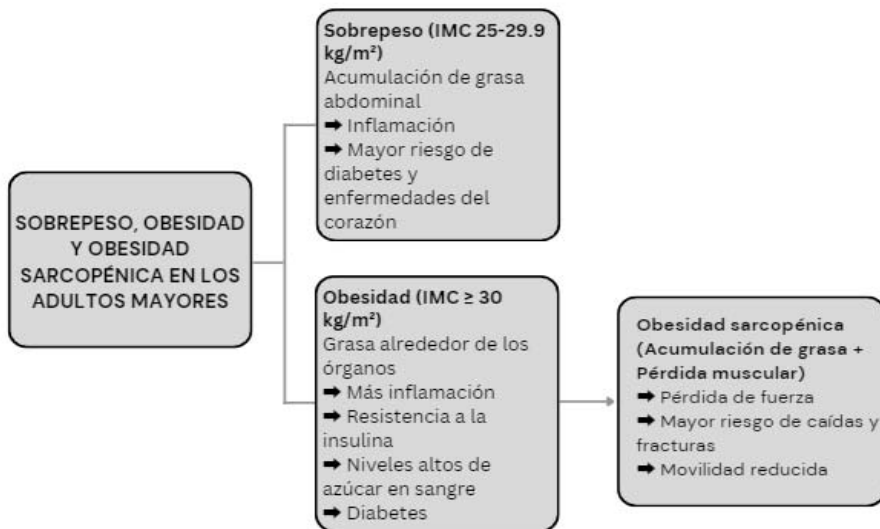 Sobrepeso (IMC 25-29.9
kg/m²)
Acumulación de grasa
abdominal
➡ Inflamación
➡ Mayor riesgo de
diabetes y
enfermedades del
corazón
SOBREPESO, OBESIDAD
Y OBESIDAD
SARCOPÉNICA EN LOS
ADULTOS MAYORES
Obesidad (IMC ≥ 30
kg/m²)
Grasa alrededor de los
órganos
➡ Más inflamación
➡ Resistencia a la
insulina
➡ Niveles altos de
azúcar en sangre
➡ Diabetes
Obesidad sarcopénica
(Acumulación de grasa +
Pérdida muscular)
➡ Pérdida de fuerza
➡ Mayor riesgo de caídas y
fracturas
➡ Movilidad reducida